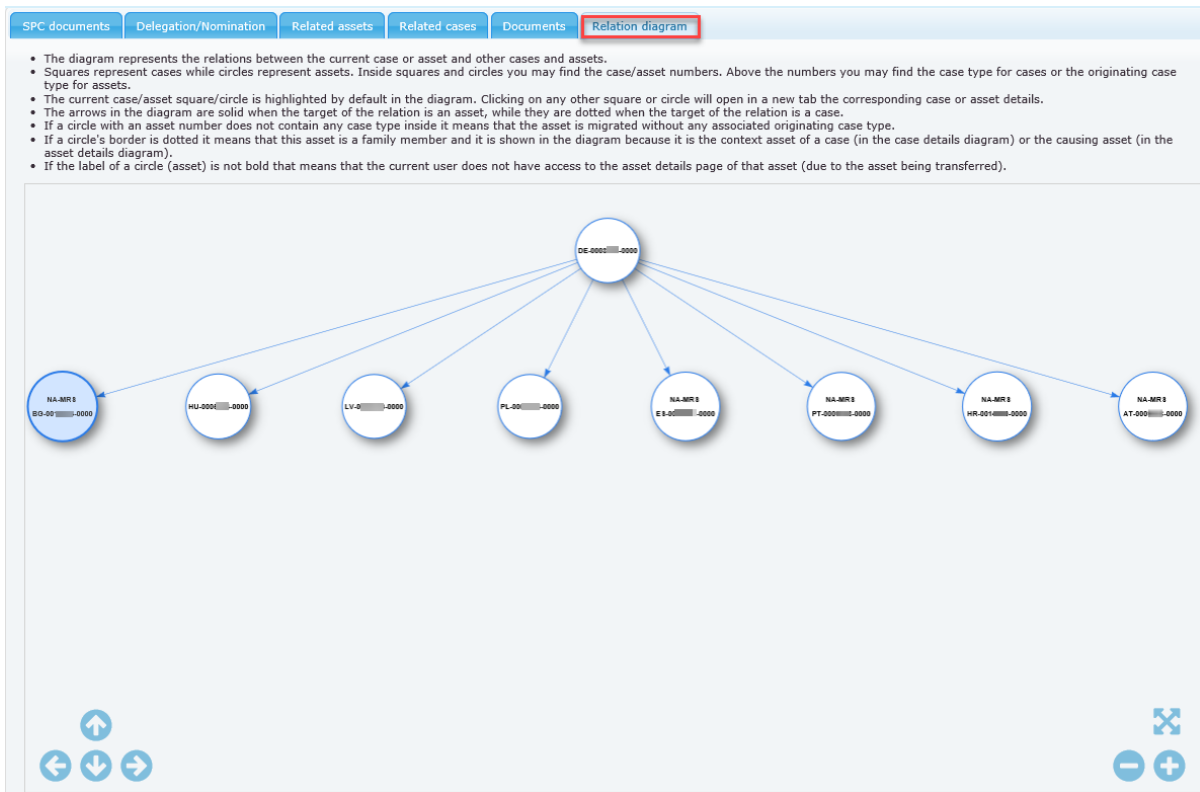 SPC documents Delegation/Nomination Related assets Related cases Documents Relation diagram
• The diagram represents the relations between the current case or asset and other cases and assets.
• Squares represent cases while circles represent assets. Inside squares and circles you may find the case/asset numbers. Above the numbers you may find the case type for cases or the originating case
type for assets.
• The current case/asset square/circle is highlighted by default in the diagram. Clicking on any other square or circle will open in a new tab the corresponding case or asset details.
• The arrows in the diagram are solid when the target of the relation is an asset, while they are dotted when the target of the relation is a case.
• If a circle with an asset number does not contain any case type inside it means that the asset is migrated without any associated originating case type.
• If a circle's border is dotted it means that this asset is a family member and it is shown in the diagram because it is the context asset of a case (in the case details diagram) or the causing asset (in the
asset details diagram).
• If the label of a circle (asset) is not bold that means that the current user does not have access to the asset details page of that asset (due to the asset being transferred).
NA-MRS NA-MRS NA-MRS NA-MRS NA-MRS